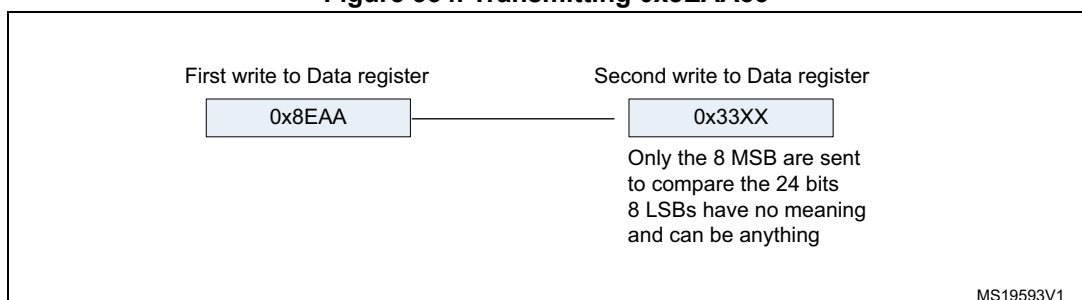 First write to Data register
Second write to Data register
0x8EAA
0x33XX
Only the 8 MSB are sent
to compare the 24 bits
8 LSBs have no meaning
and can be anything
MS19593V1